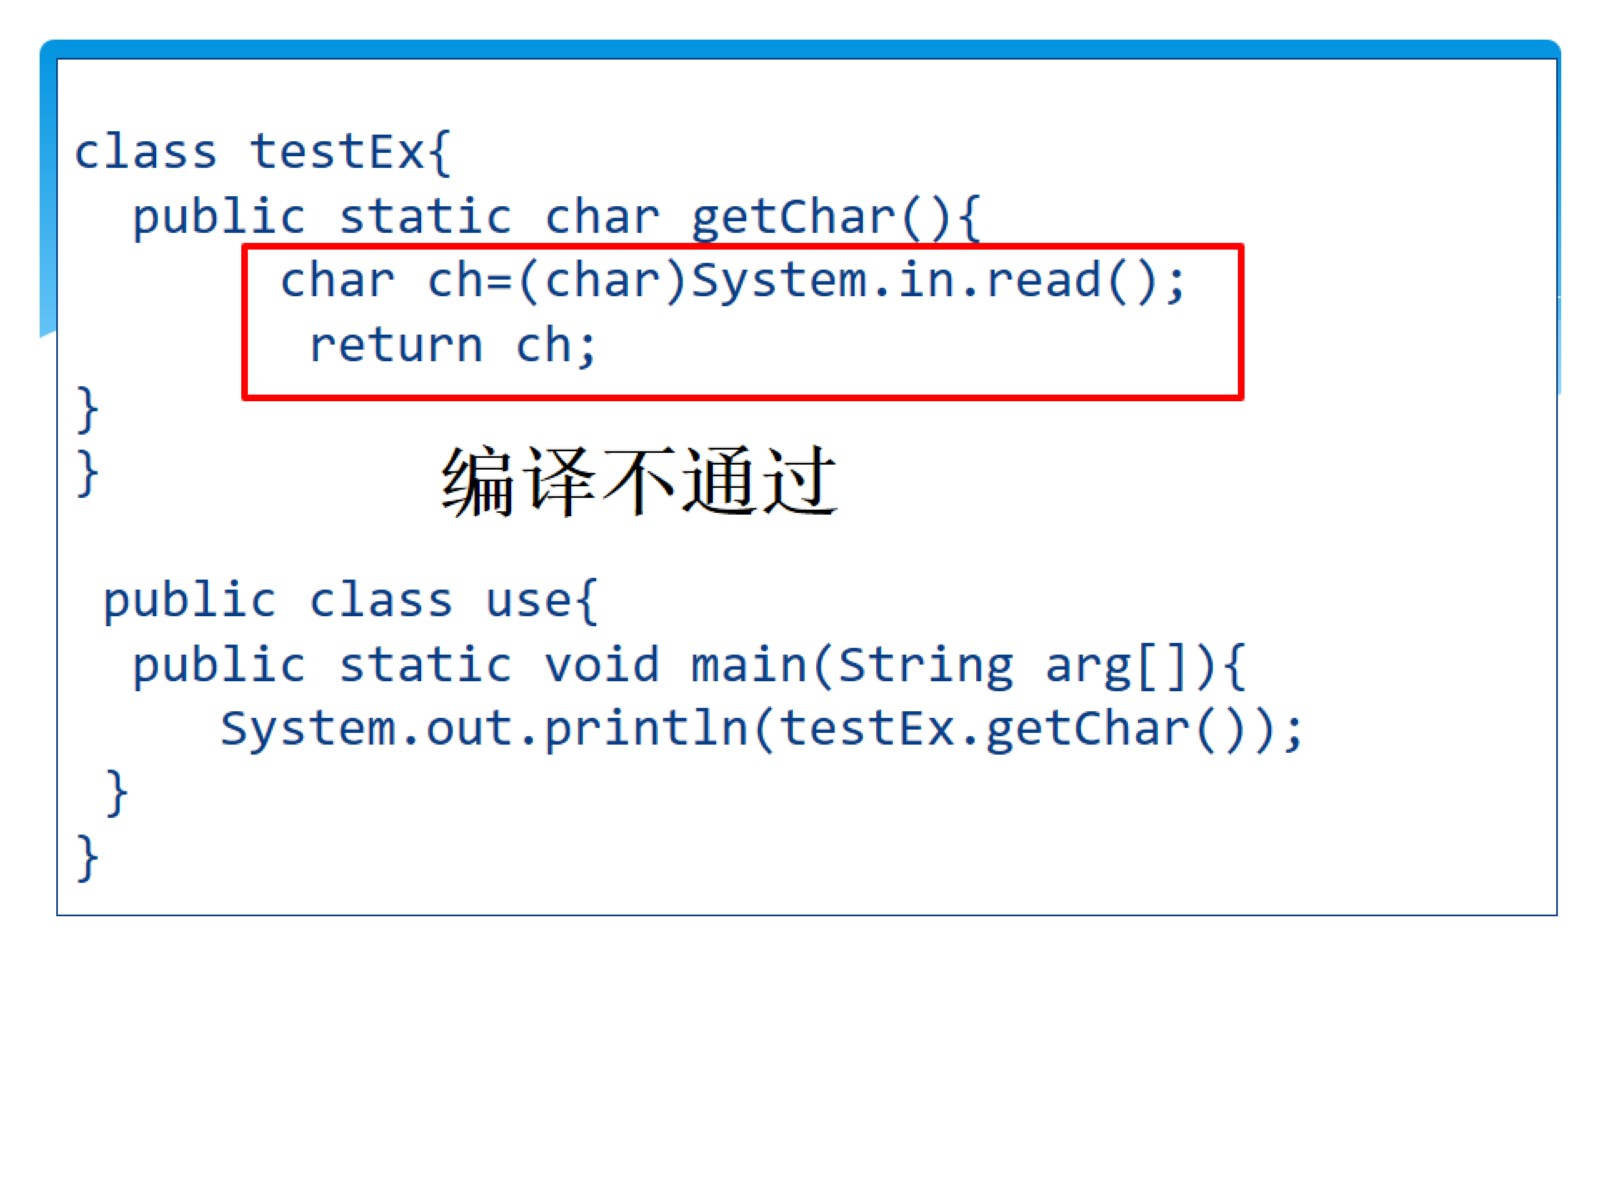 class testEx{
public static char getChar(){
char ch=(char)System.in.read();
return ch;
}
}
编译不通过
public class use{
public static void main(String arg[]){
System.out.println(testEx.getChar());
}
}